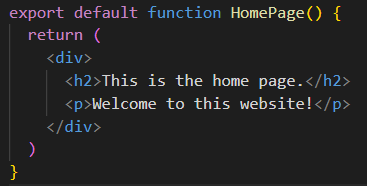 export default function HomePage() {
  return (
    <div>
      <h2>This is the home page.</h2>
      <p>Welcome to this website!</p>
    </div>
  )
}